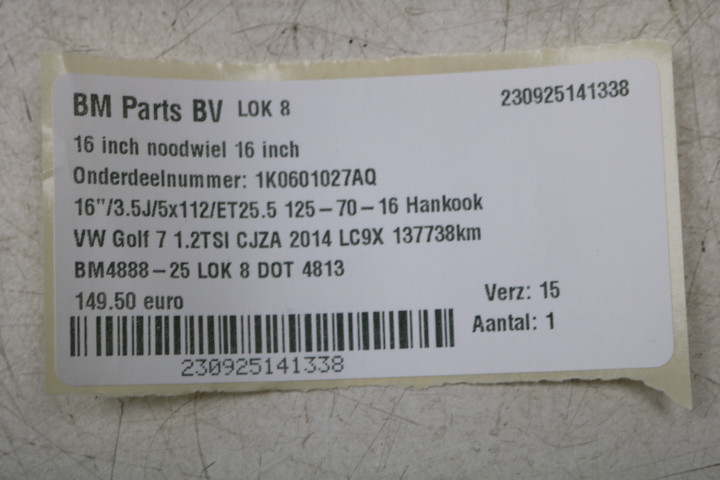 BM Parts BV LOK 8 230925141338
16 inch noodwiel 16 inch
Onderdeelnummer: 1K0601027AQ
16"/3.5J/5x112/ET25.5 125-70-16 Hankook
VW Golf 7 1.2TSI CJZA 2014 LC9X 137738km
BM4888-25 LOK 8 DOT 4813
149.50 euro Verz: 15
Aantal: 1
230925141338